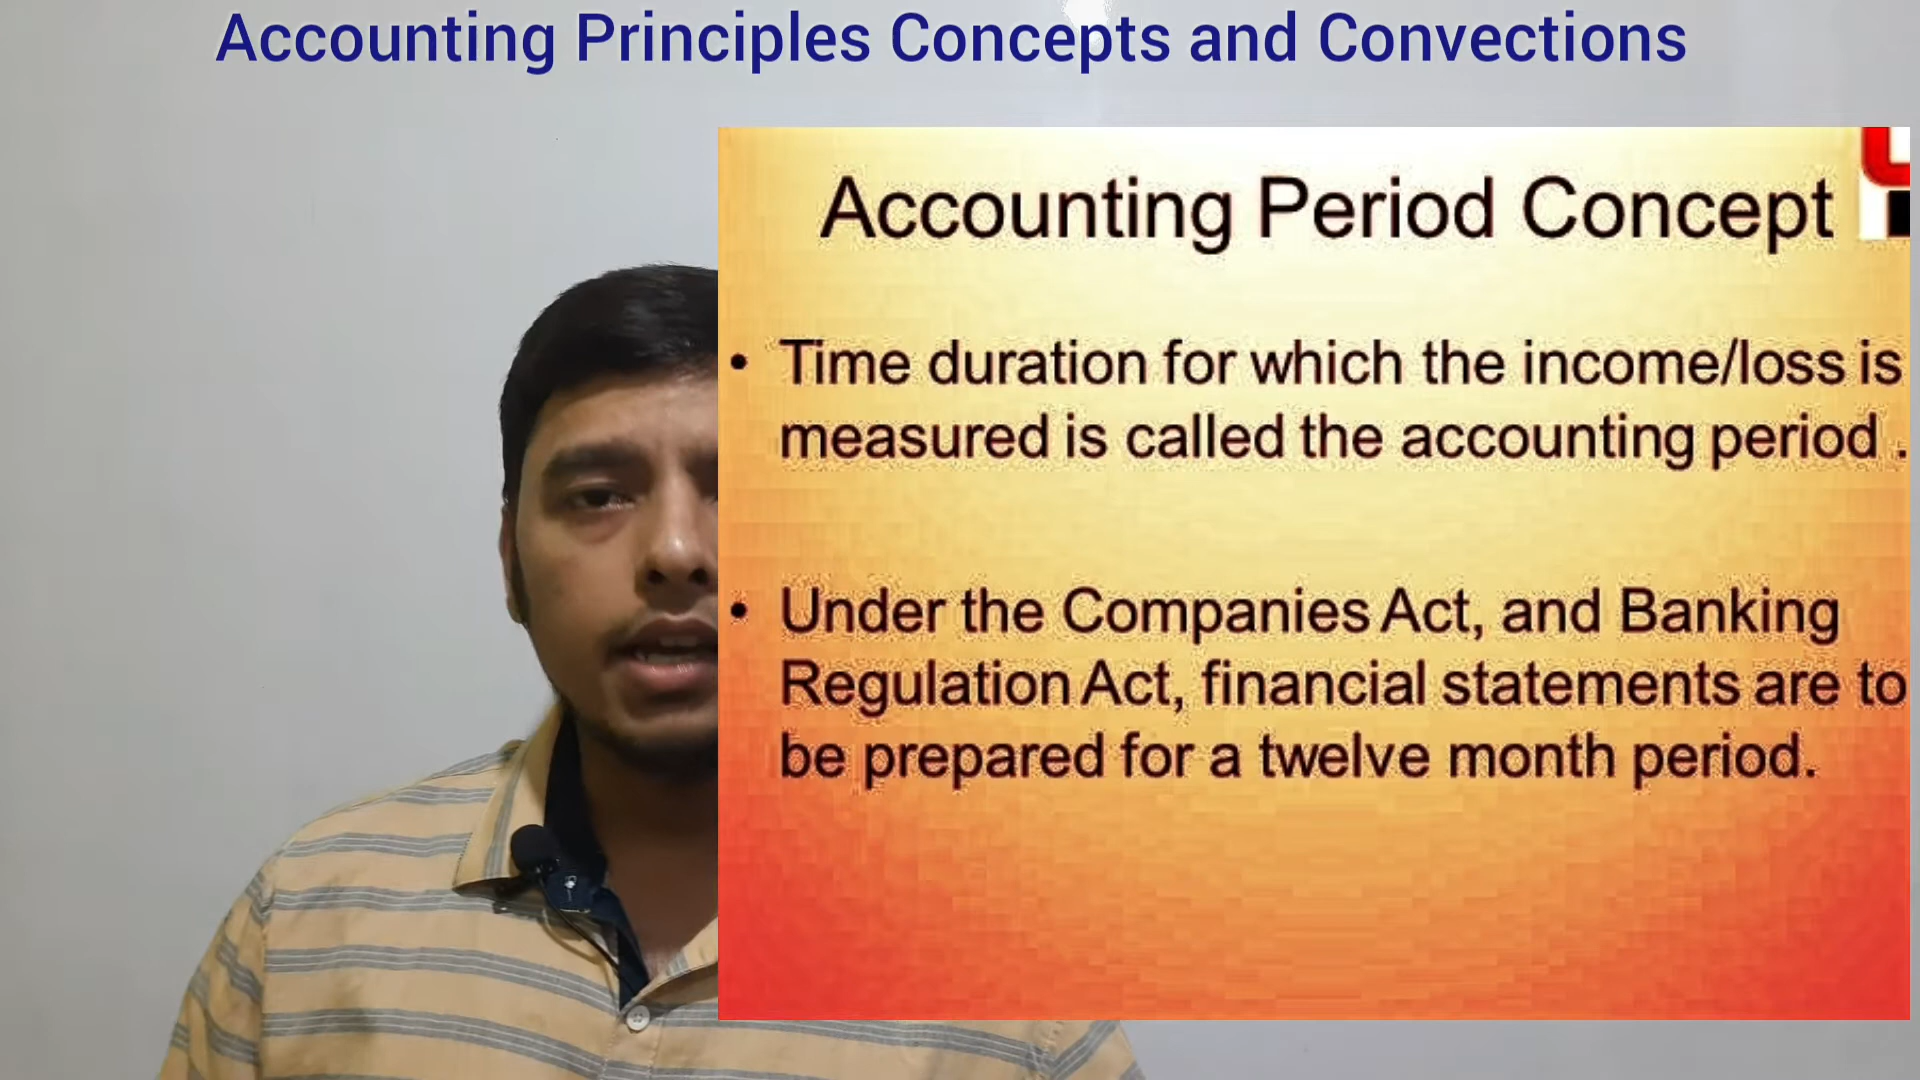 Accounting Principles Concepts and Convections
Accounting Period Concept
• Time duration for which the income/loss is
measured is called the accounting period .
• Under the Companies Act, and Banking
Regulation Act, financial statements are to
be prepared for a twelve month period.